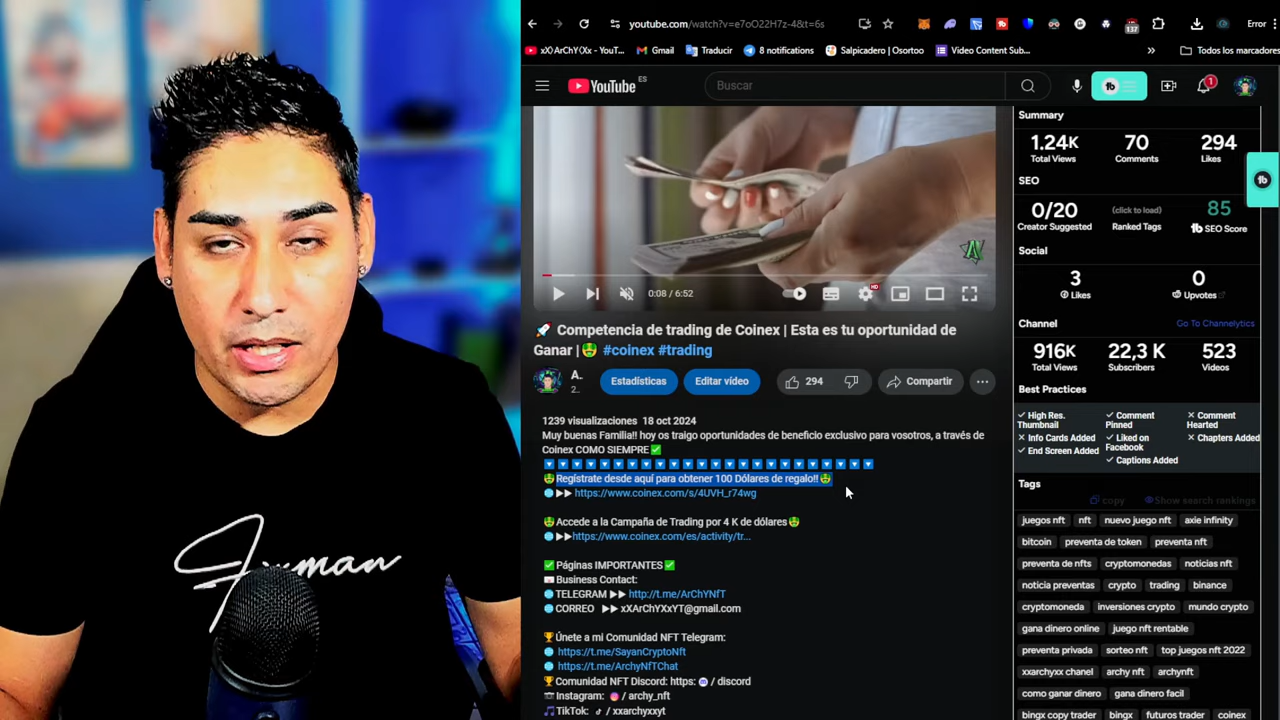 youtube.com/watch?v=e7oO22H7z-4&t=6s
137
Error
xX) ArChY(Xx - YouT...
Gmail
Traducir
8 notifications
Salpicadero | Osortoo
Video Content Sub...
»
Todos los marcadores
YouTube ES
Buscar
1
0:08 / 6:52
HD
🚀 Competencia de trading de Coinex | Esta es tu oportunidad de
Ganar | 🤑 #coinex #trading
A..
2..
Estadísticas
Editar vídeo
294
Compartir
1239 visualizaciones 18 oct 2024
Muy buenas Familia!! hoy os traigo oportunidades de beneficio exclusivo para vosotros, a través de
Coinex COMO SIEMPRE ✅
🤑Regístrate desde aquí para obtener 100 Dólares de regalo!!🤑
🔵▶▶ https://www.coinex.com/s/4UVH_r74wg
🤑Accede a la Campaña de Trading por 4 K de dólares🤑
🔵▶▶https://www.coinex.com/es/activity/tr...
✅Páginas IMPORTANTES✅
📧Business Contact:
🔵TELEGRAM ▶▶ http://t.me/ArChYNfT
🔵CORREO ▶▶ xXArChYXxYT@gmail.com
🏆Únete a mi Comunidad NFT Telegram:
🔵 https://t.me/SayanCryptoNft
🔵 https://t.me/ArchyNfTChat
🏆Comunidad NFT Discord: https: / discord
Instagram: / archy_nft
🎵TikTok: / xxarchyxxyt
Summary
1.24K 70 294
Total Views Comments Likes
SEO
0/20 (click to load) 85
Creator Suggested Ranked Tags tb SEO Score
Social
3 0
Likes Upvotes
Channel Go To Channelytics
916K 22,3 K 523
Total Views Subscribers Videos
Best Practices
✓ High Res. Thumbnail
✓ Comment Pinned
✕ Comment Hearted
✕ Info Cards Added
✓ Liked on Facebook
✕ Chapters Added
✓ End Screen Added
✓ Captions Added
Tags
copy Show search rankings
juegos nft nft nuevo juego nft axie infinity
bitcoin preventa de token preventa nft
preventa de nfts cryptomonedas noticias nft
noticia preventas crypto trading binance
cryptomoneda inversiones crypto mundo crypto
gana dinero online juego nft rentable
preventa privada sorteo nft top juegos nft 2022
xxarchyxx chanel archy nft archynft
como ganar dinero gana dinero facil
bingx copy trader bingx futuros trader coinex